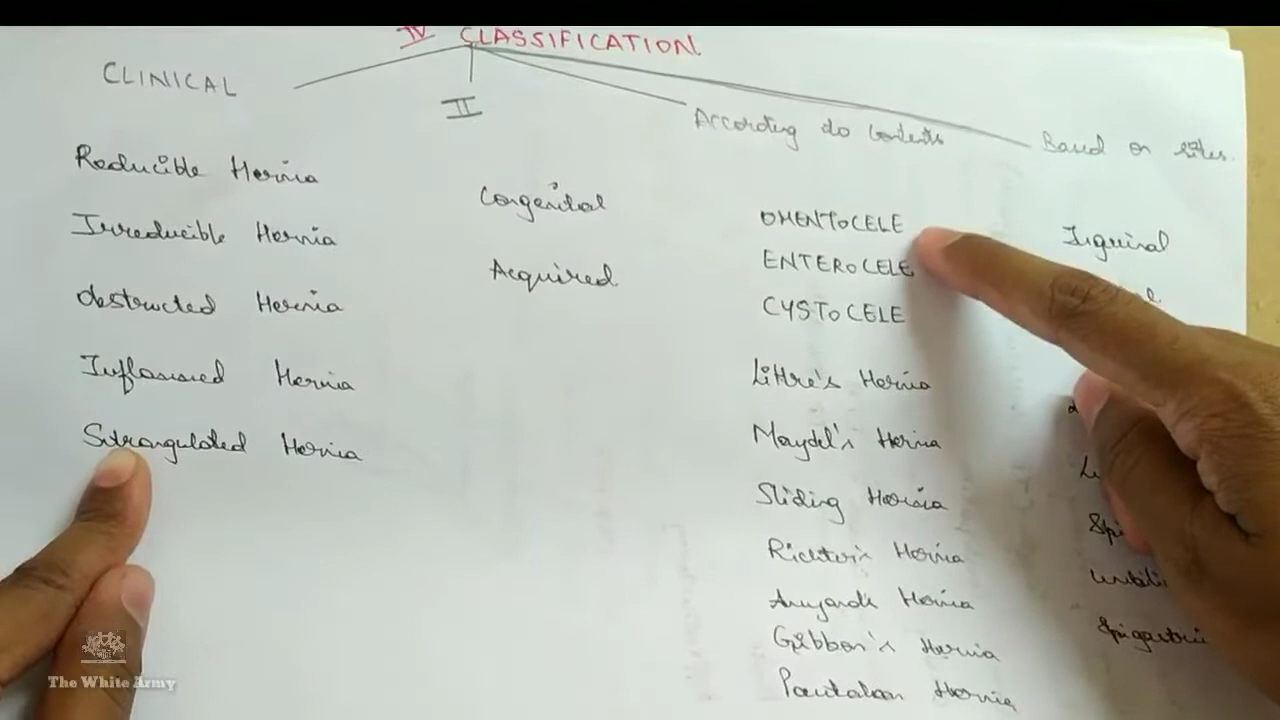 IV CLASSIFICATION
CLINICAL
Reducible Hernia
Irreducible Hernia
Obstructed Hernia
Inflamed Hernia
Strangulated Hernia
II
Congenital
Acquired
According to contents
OMENTOCELE
ENTEROCELE
CYSTOCELE
Littre's Hernia
Maydel's Hernia
Sliding Hernia
Richter's Hernia
Amyands Hernia
Gibbon's Hernia
Pantaloon Hernia
Based on sites.
Inguinal
The White Army